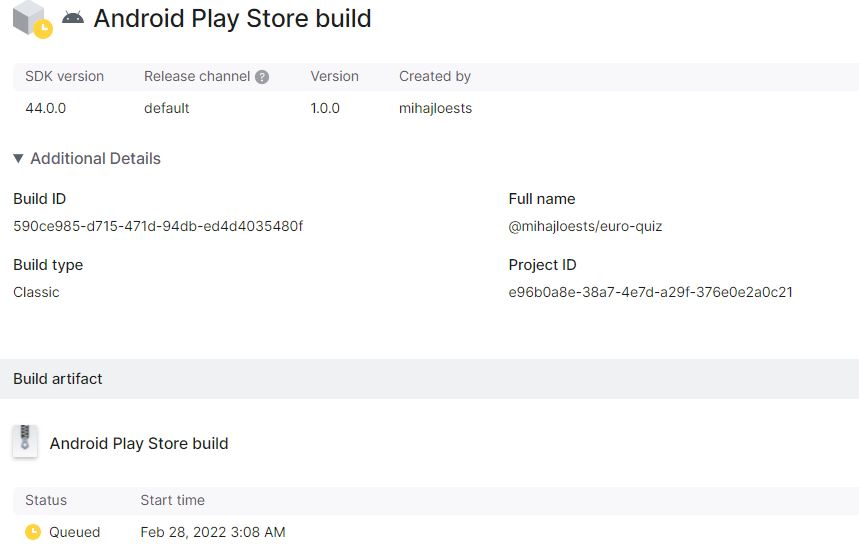 Android Play Store build
SDK version Release channel ? Version Created by
44.0.0 default 1.0.0 mihajloests
▼ Additional Details
Build ID Full name
590ce985-d715-471d-94db-ed4d4035480f @mihajloests/euro-quiz
Build type Project ID
Classic e96b0a8e-38a7-4e7d-a29f-376e0e2a0c21
Build artifact
Android Play Store build
Status Start time
Queued Feb 28, 2022 3:08 AM